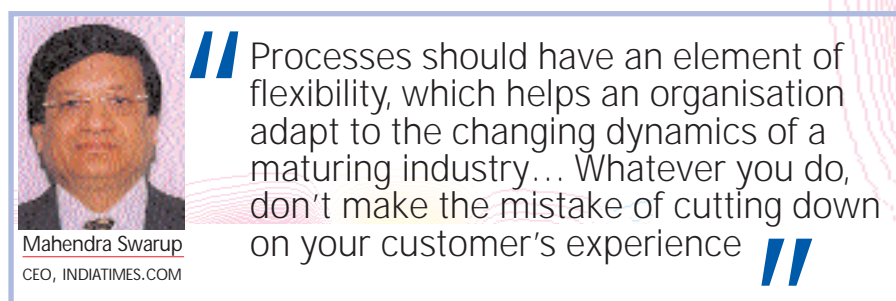 " Processes should have an element of
flexibility, which helps an organisation
adapt to the changing dynamics of a
maturing industry... Whatever you do,
don't make the mistake of cutting down
on your customer's experience "
Mahendra Swarup
CEO, INDIATIMES.COM